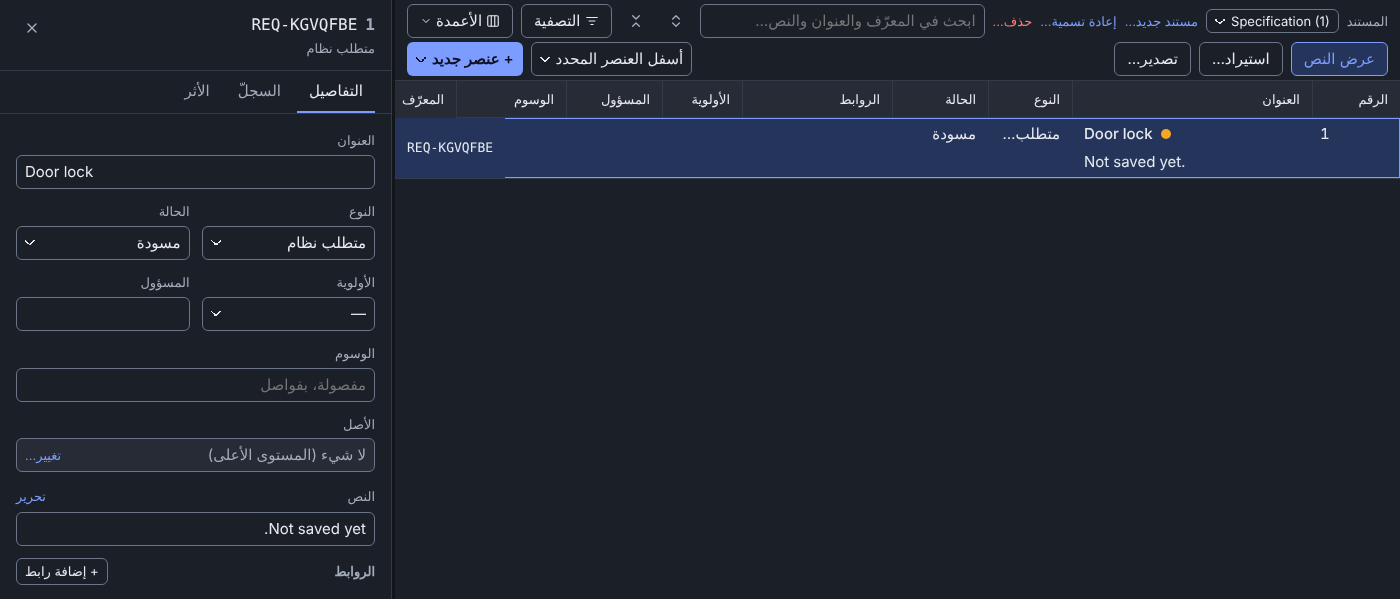 المستند Specification (1) مستند جديد... إعادة تسمية... حذف... ابحث في المعرّف والعنوان والنص... التصفية الأعمدة
عرض النص استيراد... تصدير... أسفل العنصر المحدد + عنصر جديد
الرقم العنوان النوع الحالة الروابط الأولوية المسؤول الوسوم المعرّف
1 Door lock متطلب... مسودة REQ-KGVQFBE
Not saved yet.
REQ-KGVQFBE 1
متطلب نظام
التفاصيل السجلّ الأثر
العنوان
Door lock
النوع الحالة
متطلب نظام مسودة
الأولوية المسؤول
—
الوسوم
مفصولة، بفواصل
الأصل
لا شيء (المستوى الأعلى) تغيير...
النص تحرير
Not saved yet.
الروابط + إضافة رابط